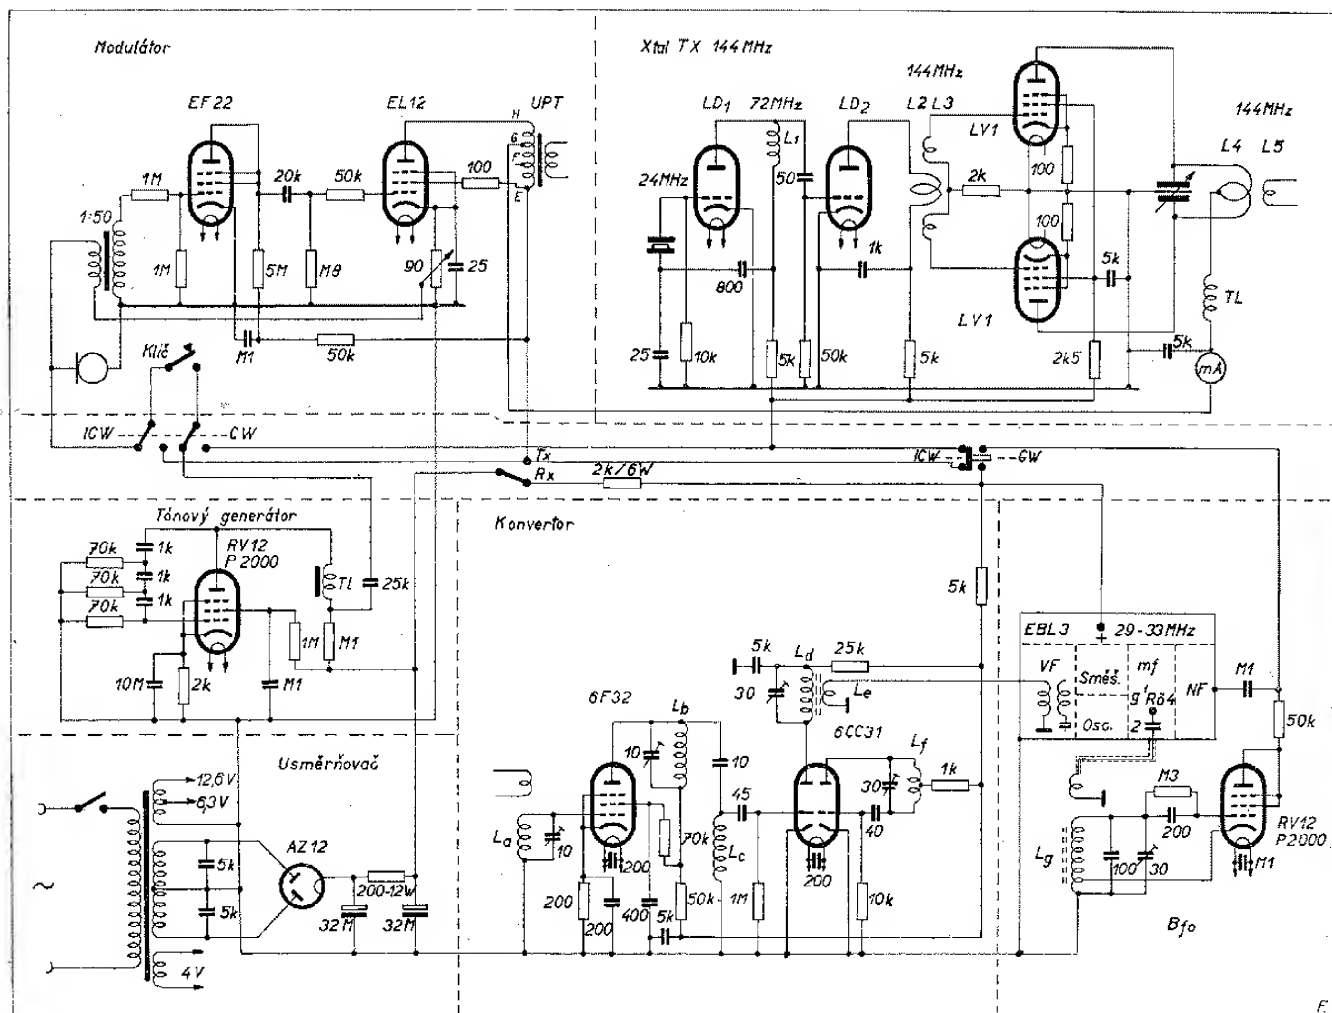 Modulátor
Xtal TX 144MHz
EF22
EL12
UPT
H
G
F
E
LD1
72MHz
LD2
144MHz
L2 L3
LV1
144MHz
L4
L5
1M
20k
50k
100
24MHz
L1
50
2k
100
100
1:50
1M
5M
M8
90
25
800
1k
5k
LV1
TL
Klíč
M1
50k
25
10k
5k
50k
5k
2k5
5k
mA
ICW
CW
Tx
Rx
2k/6W
ICW
CW
Tónový generátor
Konvertor
70k
1k
RV12
P2000
70k
1k
TL
25k
70k
1k
1M
M1
5k
10M
2k
M1
EBL3
29-33MHz
5k
Ld
25k
VF
Směš.
mf
NF
M1
30
Le
g1Rö4
Osc.
2
50k
6F32
Lb
6CC31
Lf
Usměrňovač
10
10
30
1k
M3
12,6V
6,3V
45
40
200
RV12
P2000
La
10
70k
Lc
Lg
100
30
M1
AZ12
200
200
5k
200-12W
200
200
400
5k
50k
1M
10k
5k
32M
32M
Bfo
~
4V
F.